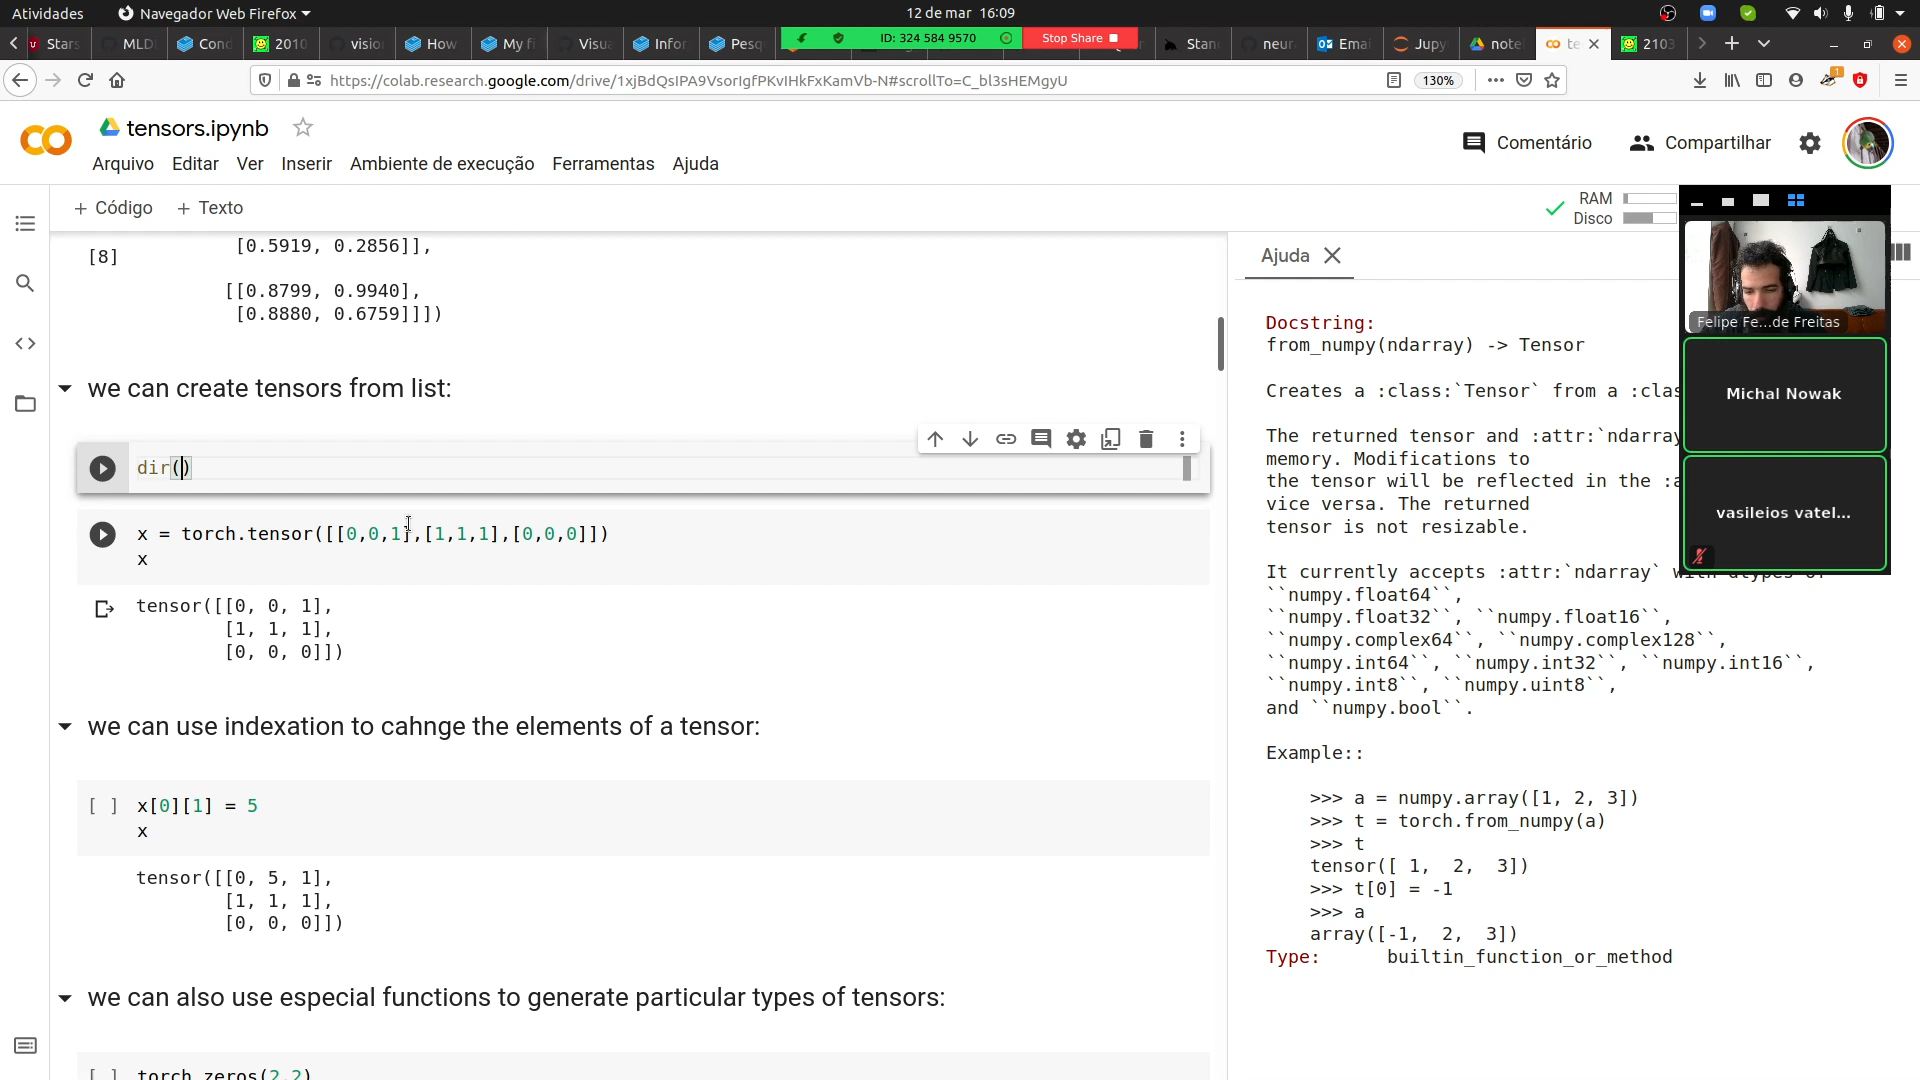 Atividades
Navegador Web Firefox
12 de mar 16:09
Stars
MLD
Cond
2010
visio
How
My fi
Visua
Infor
Pesq
ID: 324 584 9570
Stop Share
Stan
neur
Emai
Jupy
note
te
2103
https://colab.research.google.com/drive/1xjBdQsIPA9VsorIgfPKvIHkFxKamVb-N#scrollTo=C_bl3sHEMgyU
130%
1
tensors.ipynb
Comentário
Compartilhar
Arquivo Editar Ver Inserir Ambiente de execução Ferramentas Ajuda
+ Código + Texto
RAM
Disco
[8]
[0.5919, 0.2856]],
[[0.8799, 0.9940],
[0.8880, 0.6759]]])
we can create tensors from list:
dir()
x = torch.tensor([[0,0,1],[1,1,1],[0,0,0]])
x
tensor([[0, 0, 1],
[1, 1, 1],
[0, 0, 0]])
we can use indexation to cahnge the elements of a tensor:
[ ] x[0][1] = 5
x
tensor([[0, 5, 1],
[1, 1, 1],
[0, 0, 0]])
we can also use especial functions to generate particular types of tensors:
[ ] torch.zeros(2,2)
Ajuda
Docstring:
from_numpy(ndarray) -> Tensor
Creates a :class:`Tensor` from a :clas
The returned tensor and :attr:`ndarray
memory. Modifications to
the tensor will be reflected in the :a
vice versa. The returned
tensor is not resizable.
It currently accepts :attr:`ndarray` with dtypes of
``numpy.float64``,
``numpy.float32``, ``numpy.float16``,
``numpy.complex64``, ``numpy.complex128``,
``numpy.int64``, ``numpy.int32``, ``numpy.int16``,
``numpy.int8``, ``numpy.uint8``,
and ``numpy.bool``.
Example::
>>> a = numpy.array([1, 2, 3])
>>> t = torch.from_numpy(a)
>>> t
tensor([ 1, 2, 3])
>>> t[0] = -1
>>> a
array([-1, 2, 3])
Type: builtin_function_or_method
Felipe Fe...de Freitas
Michal Nowak
vasileios vatel...